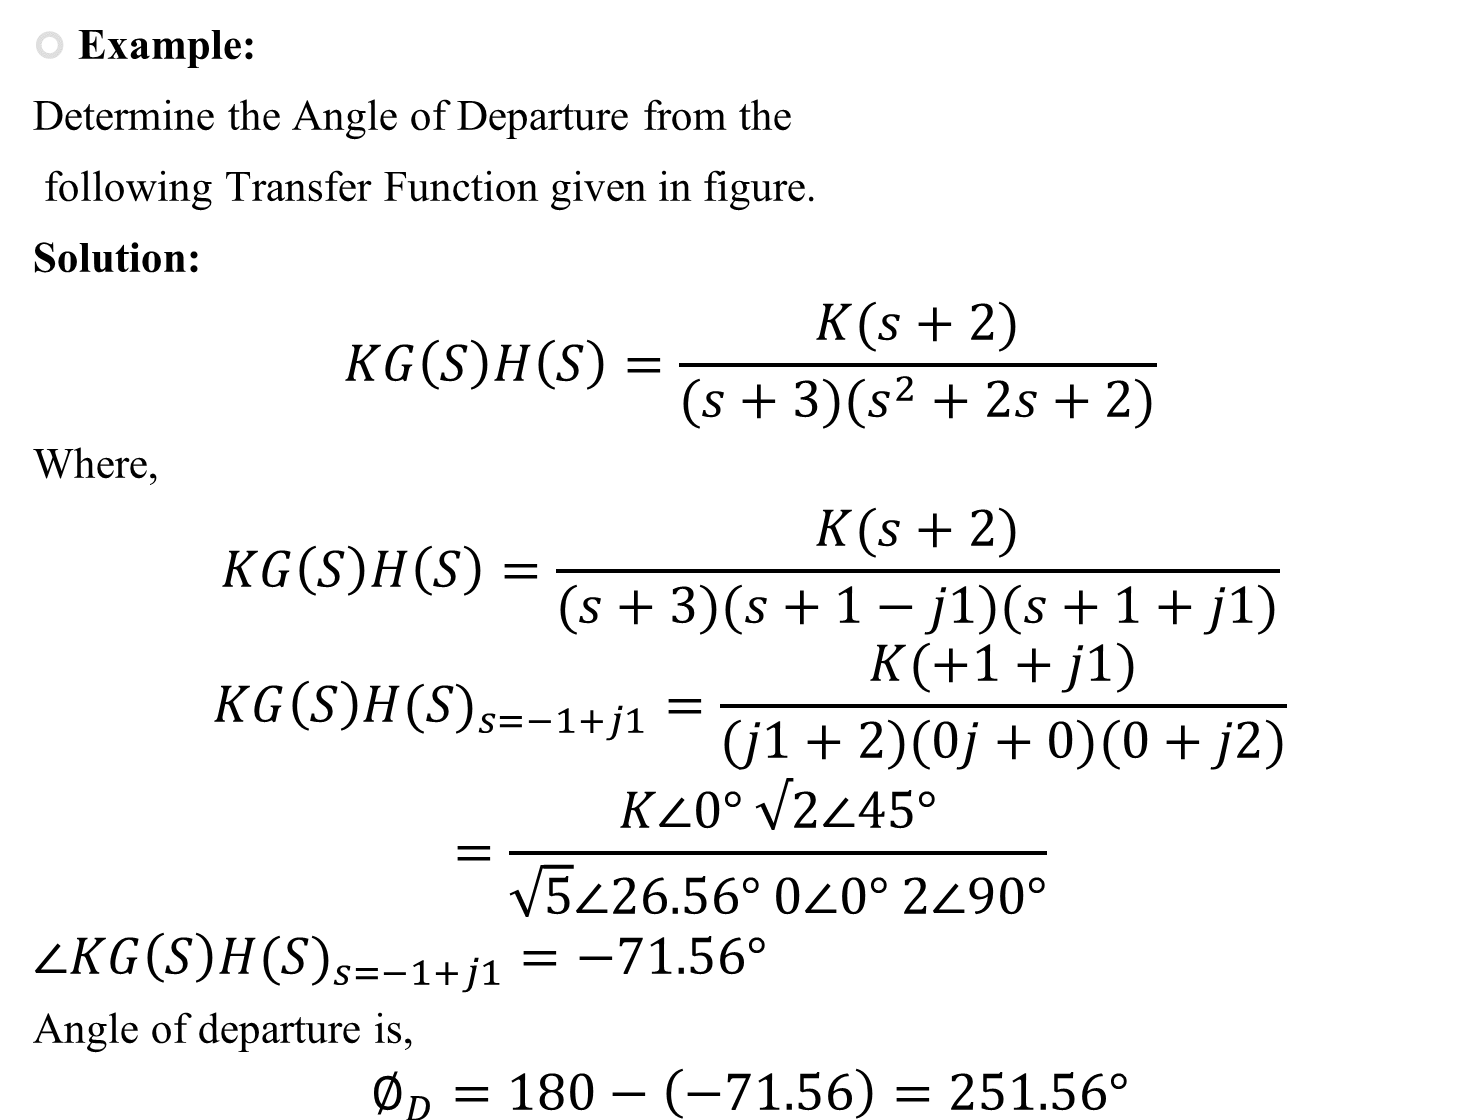 Example:
Determine the Angle of Departure from the
following Transfer Function given in figure.
Solution:
KG(S)H(S) = K(s + 2) / (s + 3)(s² + 2s + 2)
Where,
KG(S)H(S) = K(s + 2) / (s + 3)(s + 1 − j1)(s + 1 + j1)
KG(S)H(S)ₛ₌₋₁₊ⱼ₁ = K(+1 + j1) / (j1 + 2)(0j + 0)(0 + j2)
= K∠0° √2∠45° / √5∠26.56° 0∠0° 2∠90°
∠KG(S)H(S)ₛ₌₋₁₊ⱼ₁ = −71.56°
Angle of departure is,
∅_D = 180 − (−71.56) = 251.56°